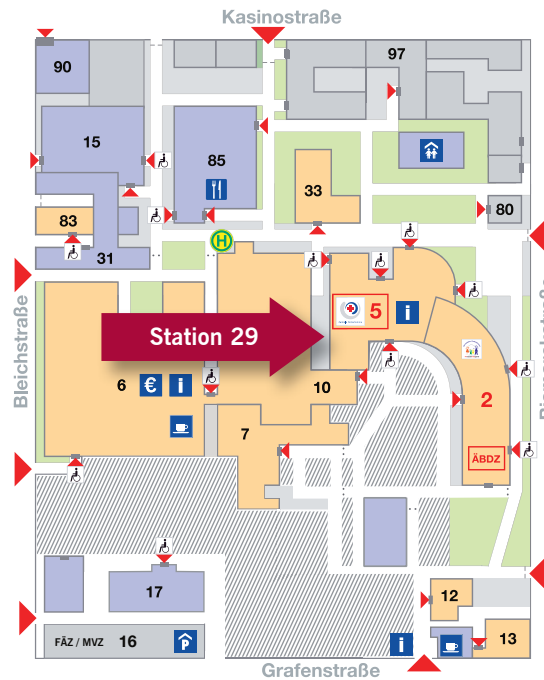 Kasinostraße
90
97
15
85
33
83
80
31
H
Bleichstraße
Station 29
5
i
6
€
i
10
2
7
ÄBDZ
17
12
FÄZ / MVZ
16
P
i
13
Grafenstraße